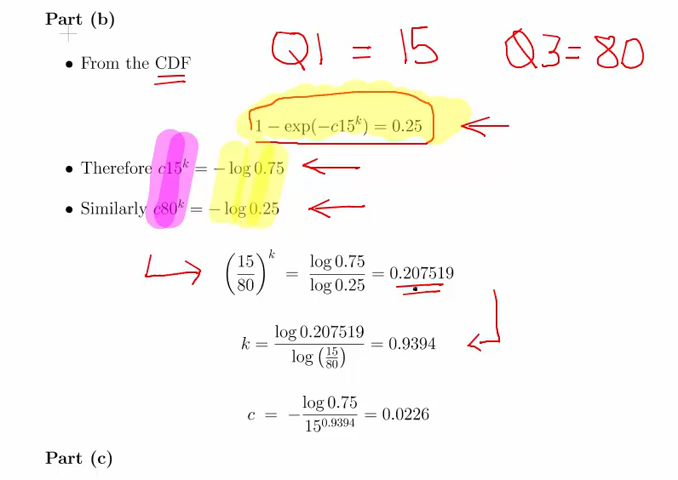 Part (b)
Q1 = 15 Q3 = 80
• From the CDF
1 − exp(−c15^k) = 0.25
• Therefore c15^k = − log 0.75
• Similarly c80^k = − log 0.25
(15/80)^k = log 0.75 / log 0.25 = 0.207519
k = log 0.207519 / log (15/80) = 0.9394
c = − log 0.75 / 15^0.9394 = 0.0226
Part (c)